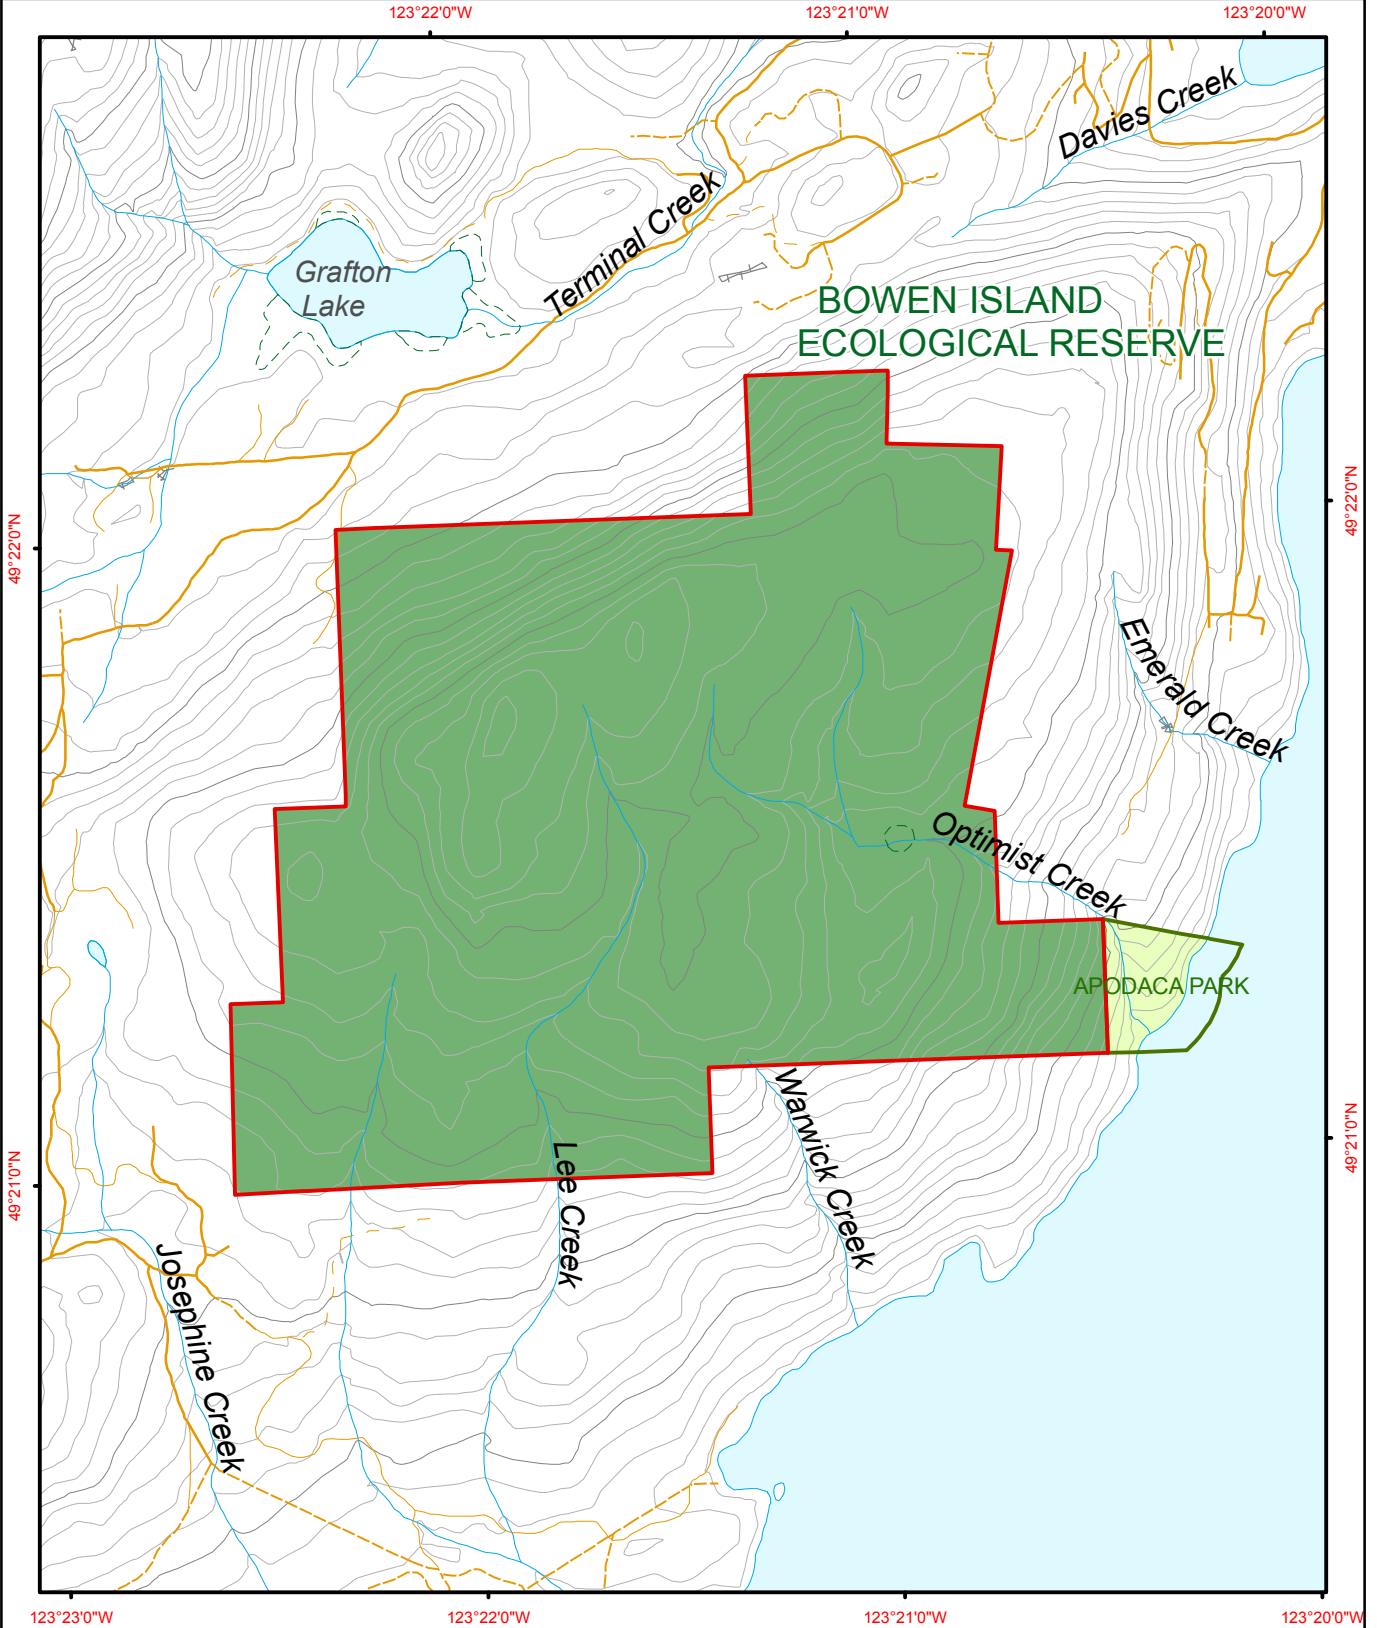 123°22'0"W
123°21'0"W
123°20'0"W
Davies Creek
Terminal Creek
Grafton
Lake
BOWEN ISLAND
ECOLOGICAL RESERVE
49°22'0"N
49°22'0"N
Emerald Creek
Optimist Creek
APODACA PARK
Warwick Creek
Lee Creek
Josephine Creek
49°21'0"N
49°21'0"N
123°23'0"W
123°22'0"W
123°21'0"W
123°20'0"W